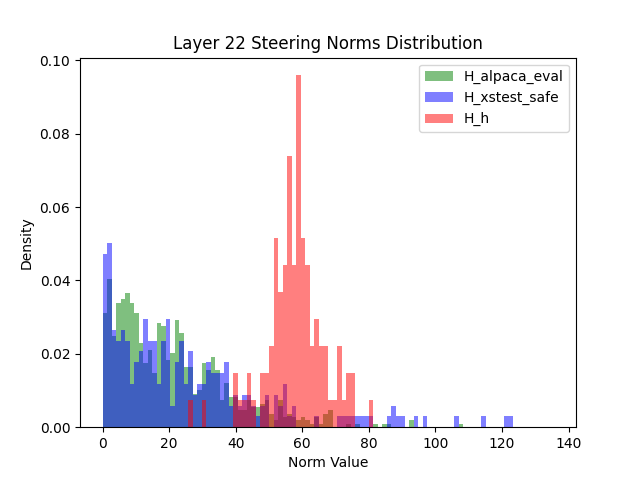 Layer 22 Steering Norms Distribution
H_alpaca_eval
H_xstest_safe
H_h
Density
0.10
0.08
0.06
0.04
0.02
0.00
0 20 40 60 80 100 120 140
Norm Value